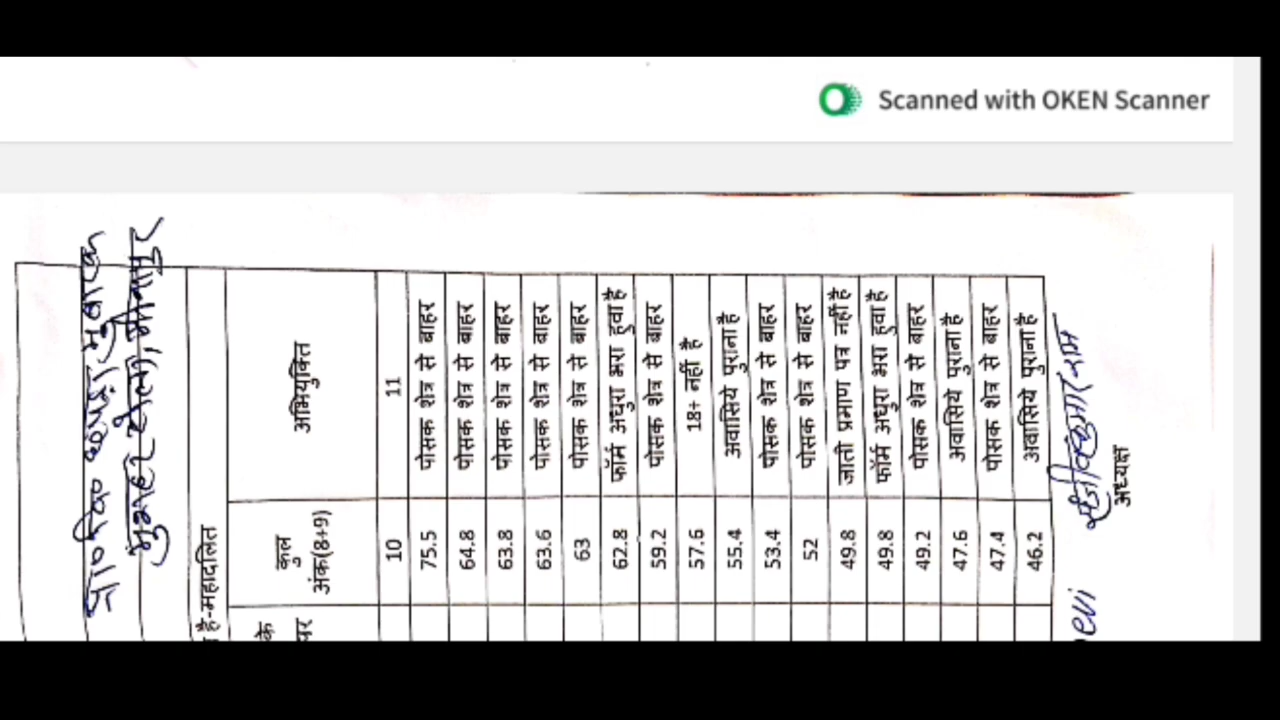 Scanned with OKEN Scanner
मुसहर टोला, मौनापुर
है-महादलित
के
कुल अंक(8+9)
अभियुक्ति
10 11
75.5 पोसक शेत्र से बाहर
64.8 पोसक शेत्र से बाहर
63.8 पोसक शेत्र से बाहर
63.6 पोसक शेत्र से बाहर
63 पोसक शेत्र से बाहर
62.8 फॉर्म अधुरा भरा हुवा है
59.2 पोसक शेत्र से बाहर
57.6 18+ नहीं है
55.4 अवासिये पुराना है
53.4 पोसक शेत्र से बाहर
52 पोसक शेत्र से बाहर
49.8 जाती प्रमाण पत्र नहीं है
49.8 फॉर्म अधुरा भरा हुवा है
49.2 पोसक शेत्र से बाहर
47.6 अवासिये पुराना है
47.4 पोसक शेत्र से बाहर
46.2 अवासिये पुराना है
अध्यक्ष